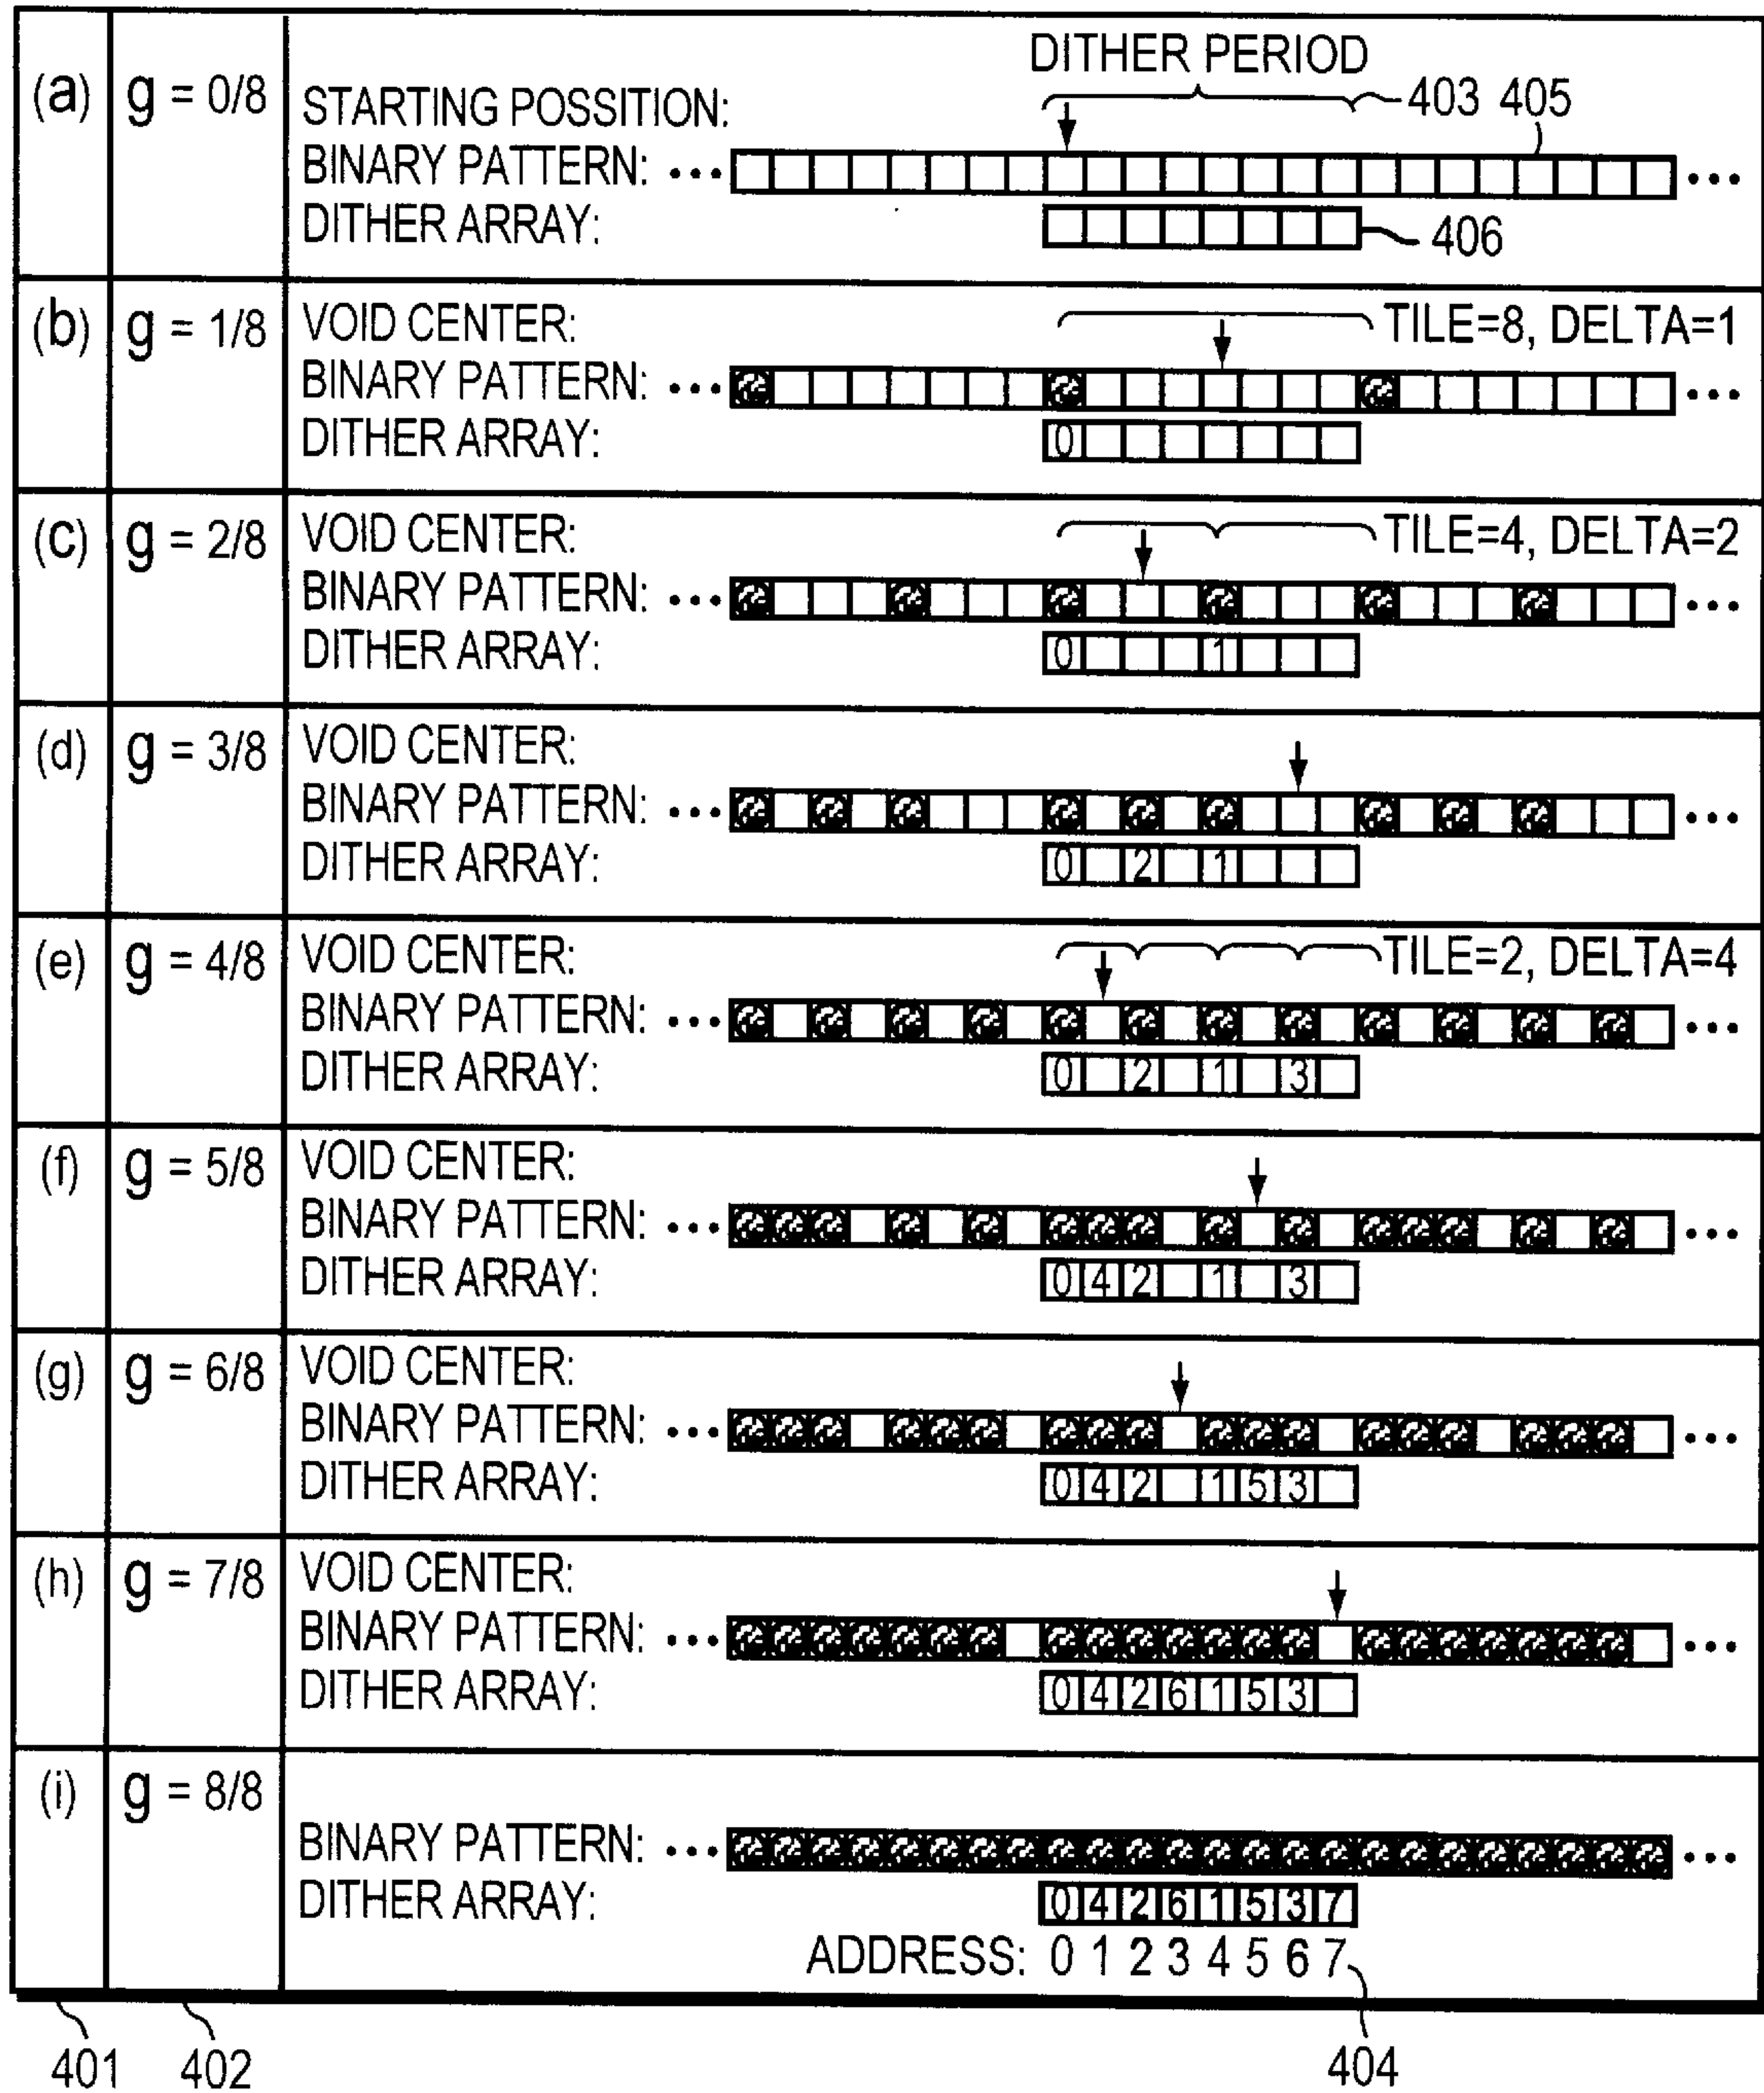 (a) g = 0/8 DITHER PERIOD
STARTING POSSITION: 403 405
BINARY PATTERN: ••• •••
DITHER ARRAY: 406
(b) g = 1/8 VOID CENTER: TILE=8, DELTA=1
BINARY PATTERN: ••• •••
DITHER ARRAY: 0
(c) g = 2/8 VOID CENTER: TILE=4, DELTA=2
BINARY PATTERN: ••• •••
DITHER ARRAY: 0 1
(d) g = 3/8 VOID CENTER:
BINARY PATTERN: ••• •••
DITHER ARRAY: 0 2 1
(e) g = 4/8 VOID CENTER: TILE=2, DELTA=4
BINARY PATTERN: ••• •••
DITHER ARRAY: 0 2 1 3
(f) g = 5/8 VOID CENTER:
BINARY PATTERN: ••• •••
DITHER ARRAY: 0 4 2 1 3
(g) g = 6/8 VOID CENTER:
BINARY PATTERN: ••• •••
DITHER ARRAY: 0 4 2 1 5 3
(h) g = 7/8 VOID CENTER:
BINARY PATTERN: ••• •••
DITHER ARRAY: 0 4 2 6 1 5 3
(i) g = 8/8
BINARY PATTERN: ••• •••
DITHER ARRAY: 0 4 2 6 1 5 3 7
ADDRESS: 0 1 2 3 4 5 6 7
401 402 404